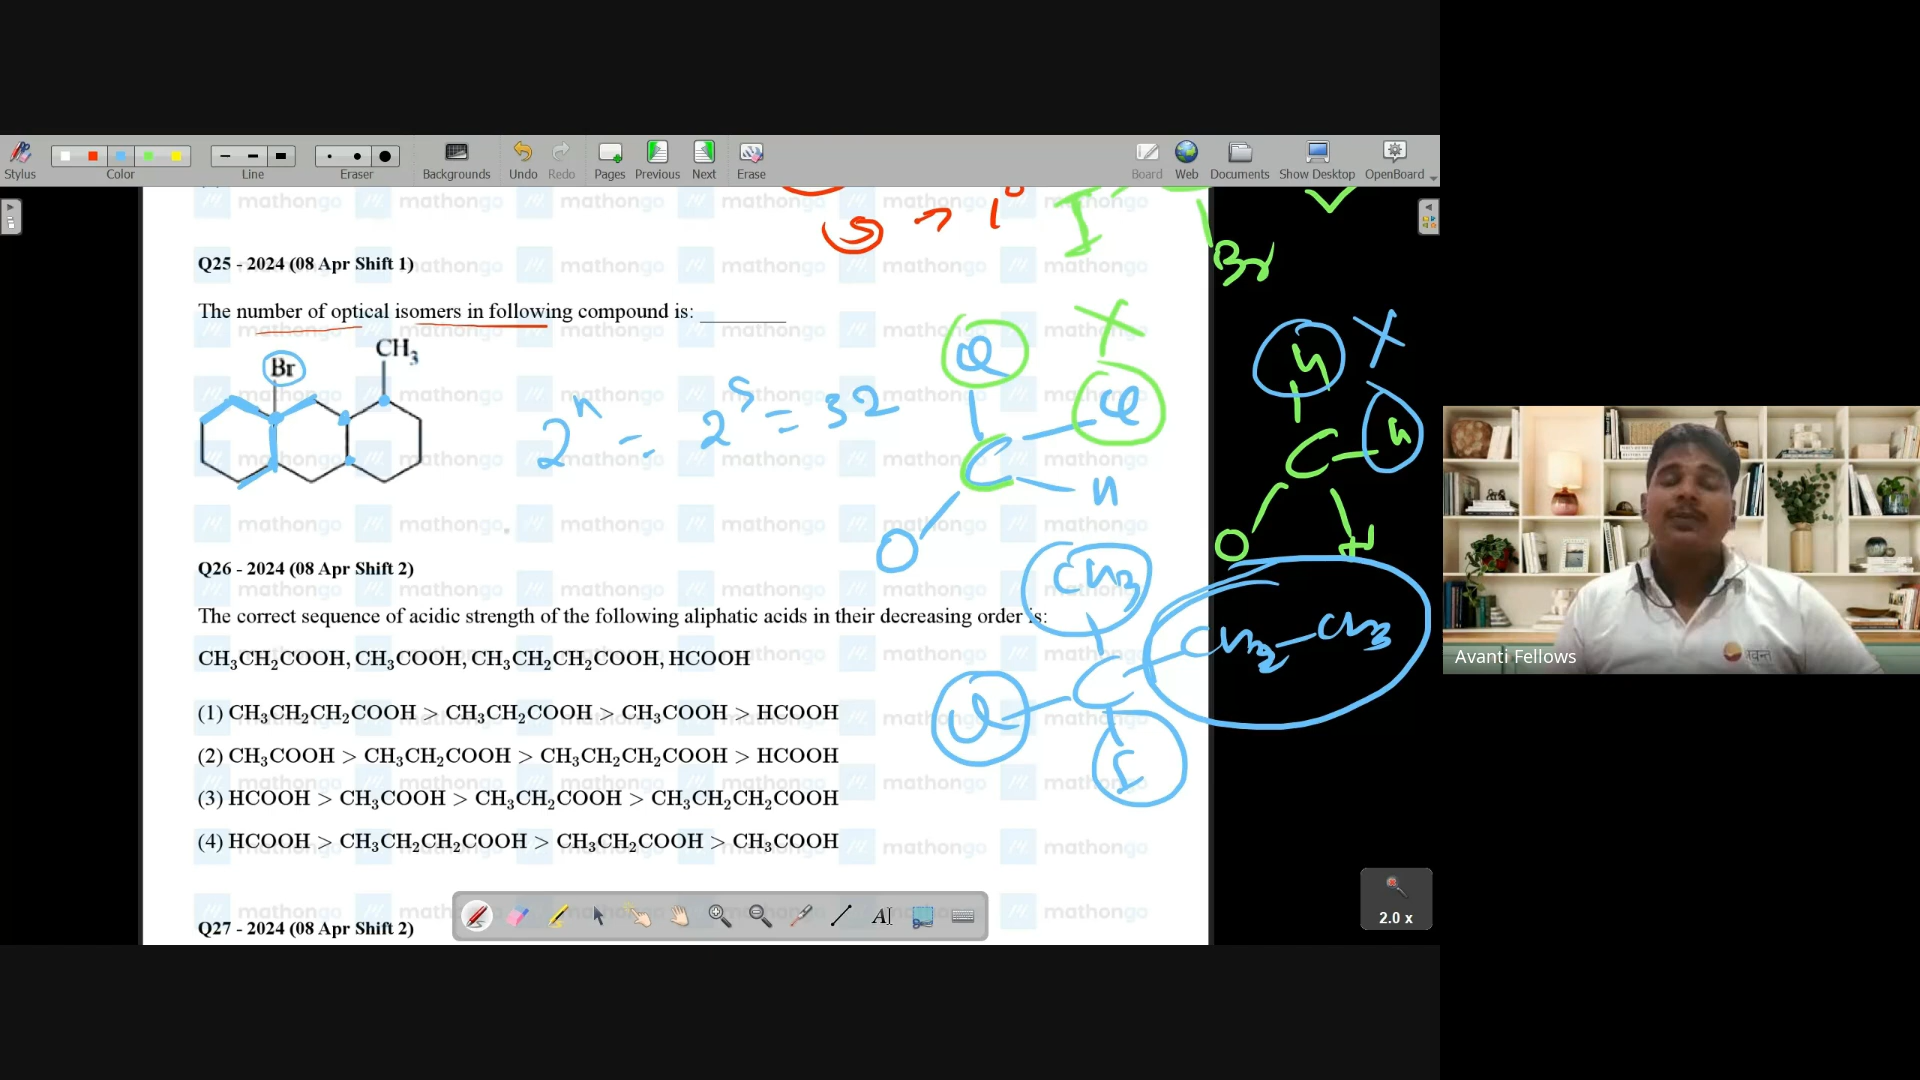 Stylus
Color
Line
Eraser
Backgrounds
Undo
Redo
Pages
Previous
Next
Erase
Board
Web
Documents
Show Desktop
OpenBoard
I
Br
Q25 - 2024 (08 Apr Shift 1)
The number of optical isomers in following compound is: ________
Br
CH₃
2ⁿ = 2⁵ = 32
C
H
C
H
CH₃
C
CH₂-CH₃
I
Q26 - 2024 (08 Apr Shift 2)
The correct sequence of acidic strength of the following aliphatic acids in their decreasing order is:
CH₃CH₂COOH, CH₃COOH, CH₃CH₂CH₂COOH, HCOOH
(1) CH₃CH₂CH₂COOH > CH₃CH₂COOH > CH₃COOH > HCOOH
(2) CH₃COOH > CH₃CH₂COOH > CH₃CH₂CH₂COOH > HCOOH
(3) HCOOH > CH₃COOH > CH₃CH₂COOH > CH₃CH₂CH₂COOH
(4) HCOOH > CH₃CH₂CH₂COOH > CH₃CH₂COOH > CH₃COOH
Q27 - 2024 (08 Apr Shift 2)
mathongo
2.0 x
Avanti Fellows